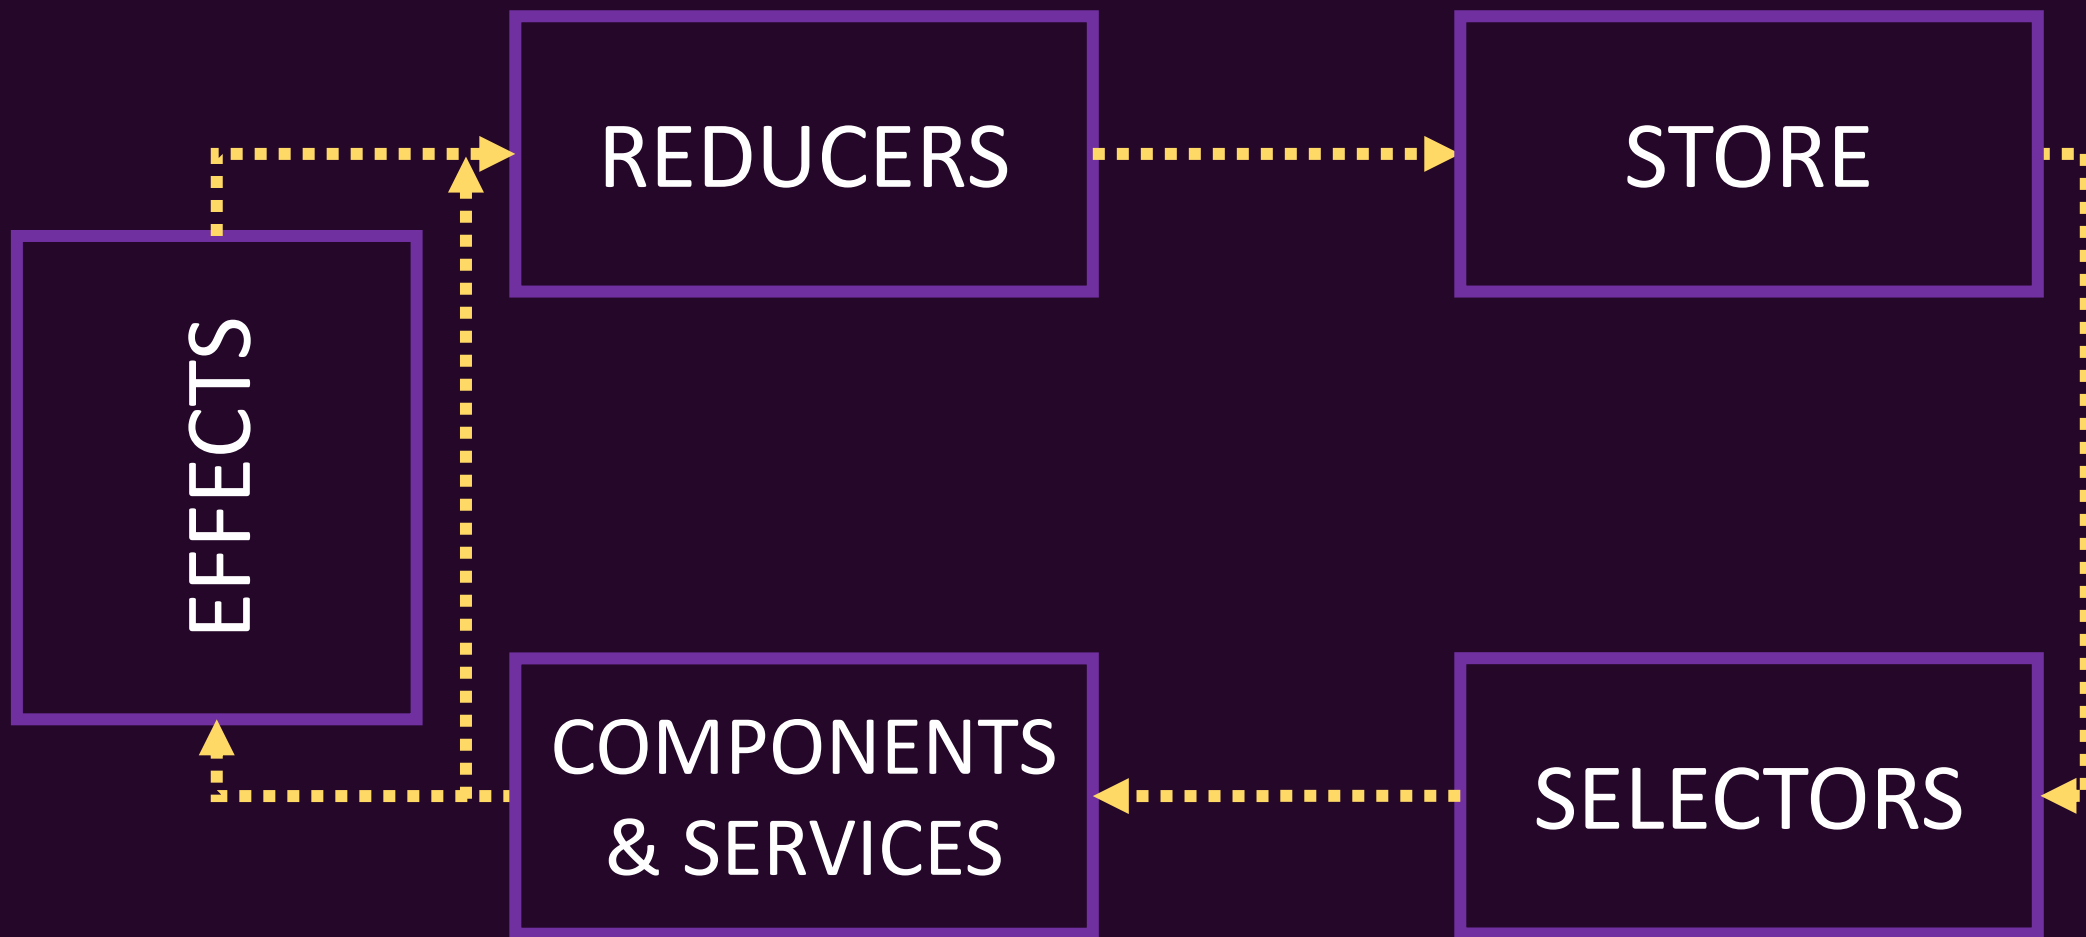 REDUCERS
STORE
EFFECTS
COMPONENTS
& SERVICES
SELECTORS